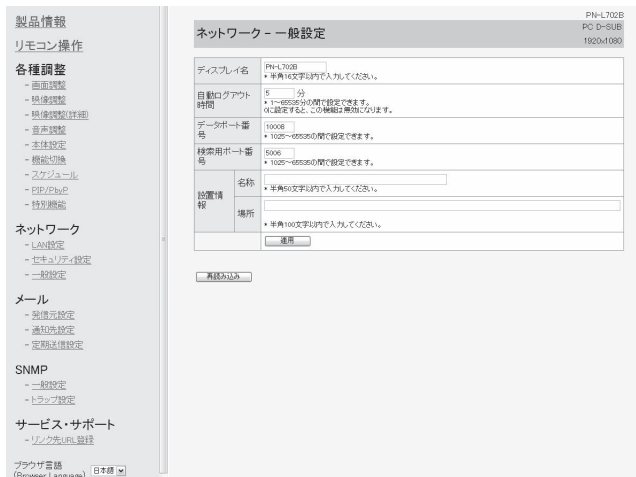 製品情報
リモコン操作
各種調整
- 画面調整
- 映像調整
- 映像調整(詳細)
- 音声調整
- 本体設定
- 機能切換
- スケジュール
- PIP/PbyP
- 特別機能
ネットワーク
- LAN設定
- セキュリティ設定
- 一般設定
メール
- 発信元設定
- 通知先設定
- 定期送信設定
SNMP
- 一般設定
- トラップ設定
サービス・サポート
- リンク先URL登録
ブラウザ言語
(Browser Language) 日本語
PN-L702B
ネットワーク - 一般設定
PC D-SUB
1920x1080
ディスプレイ名
PN-L702B
* 半角16文字以内で入力してください。
自動ログアウト
時間
5 分
* 1~65535分の間で設定できます。
0に設定すると、この機能は無効になります。
データポート番
号
10008
* 1025~65535の間で設定できます。
検索用ポート番
号
5006
* 1025~65535の間で設定できます。
設置情
報
名称
* 半角50文字以内で入力してください。
場所
* 半角100文字以内で入力してください。
適用
再読み込み